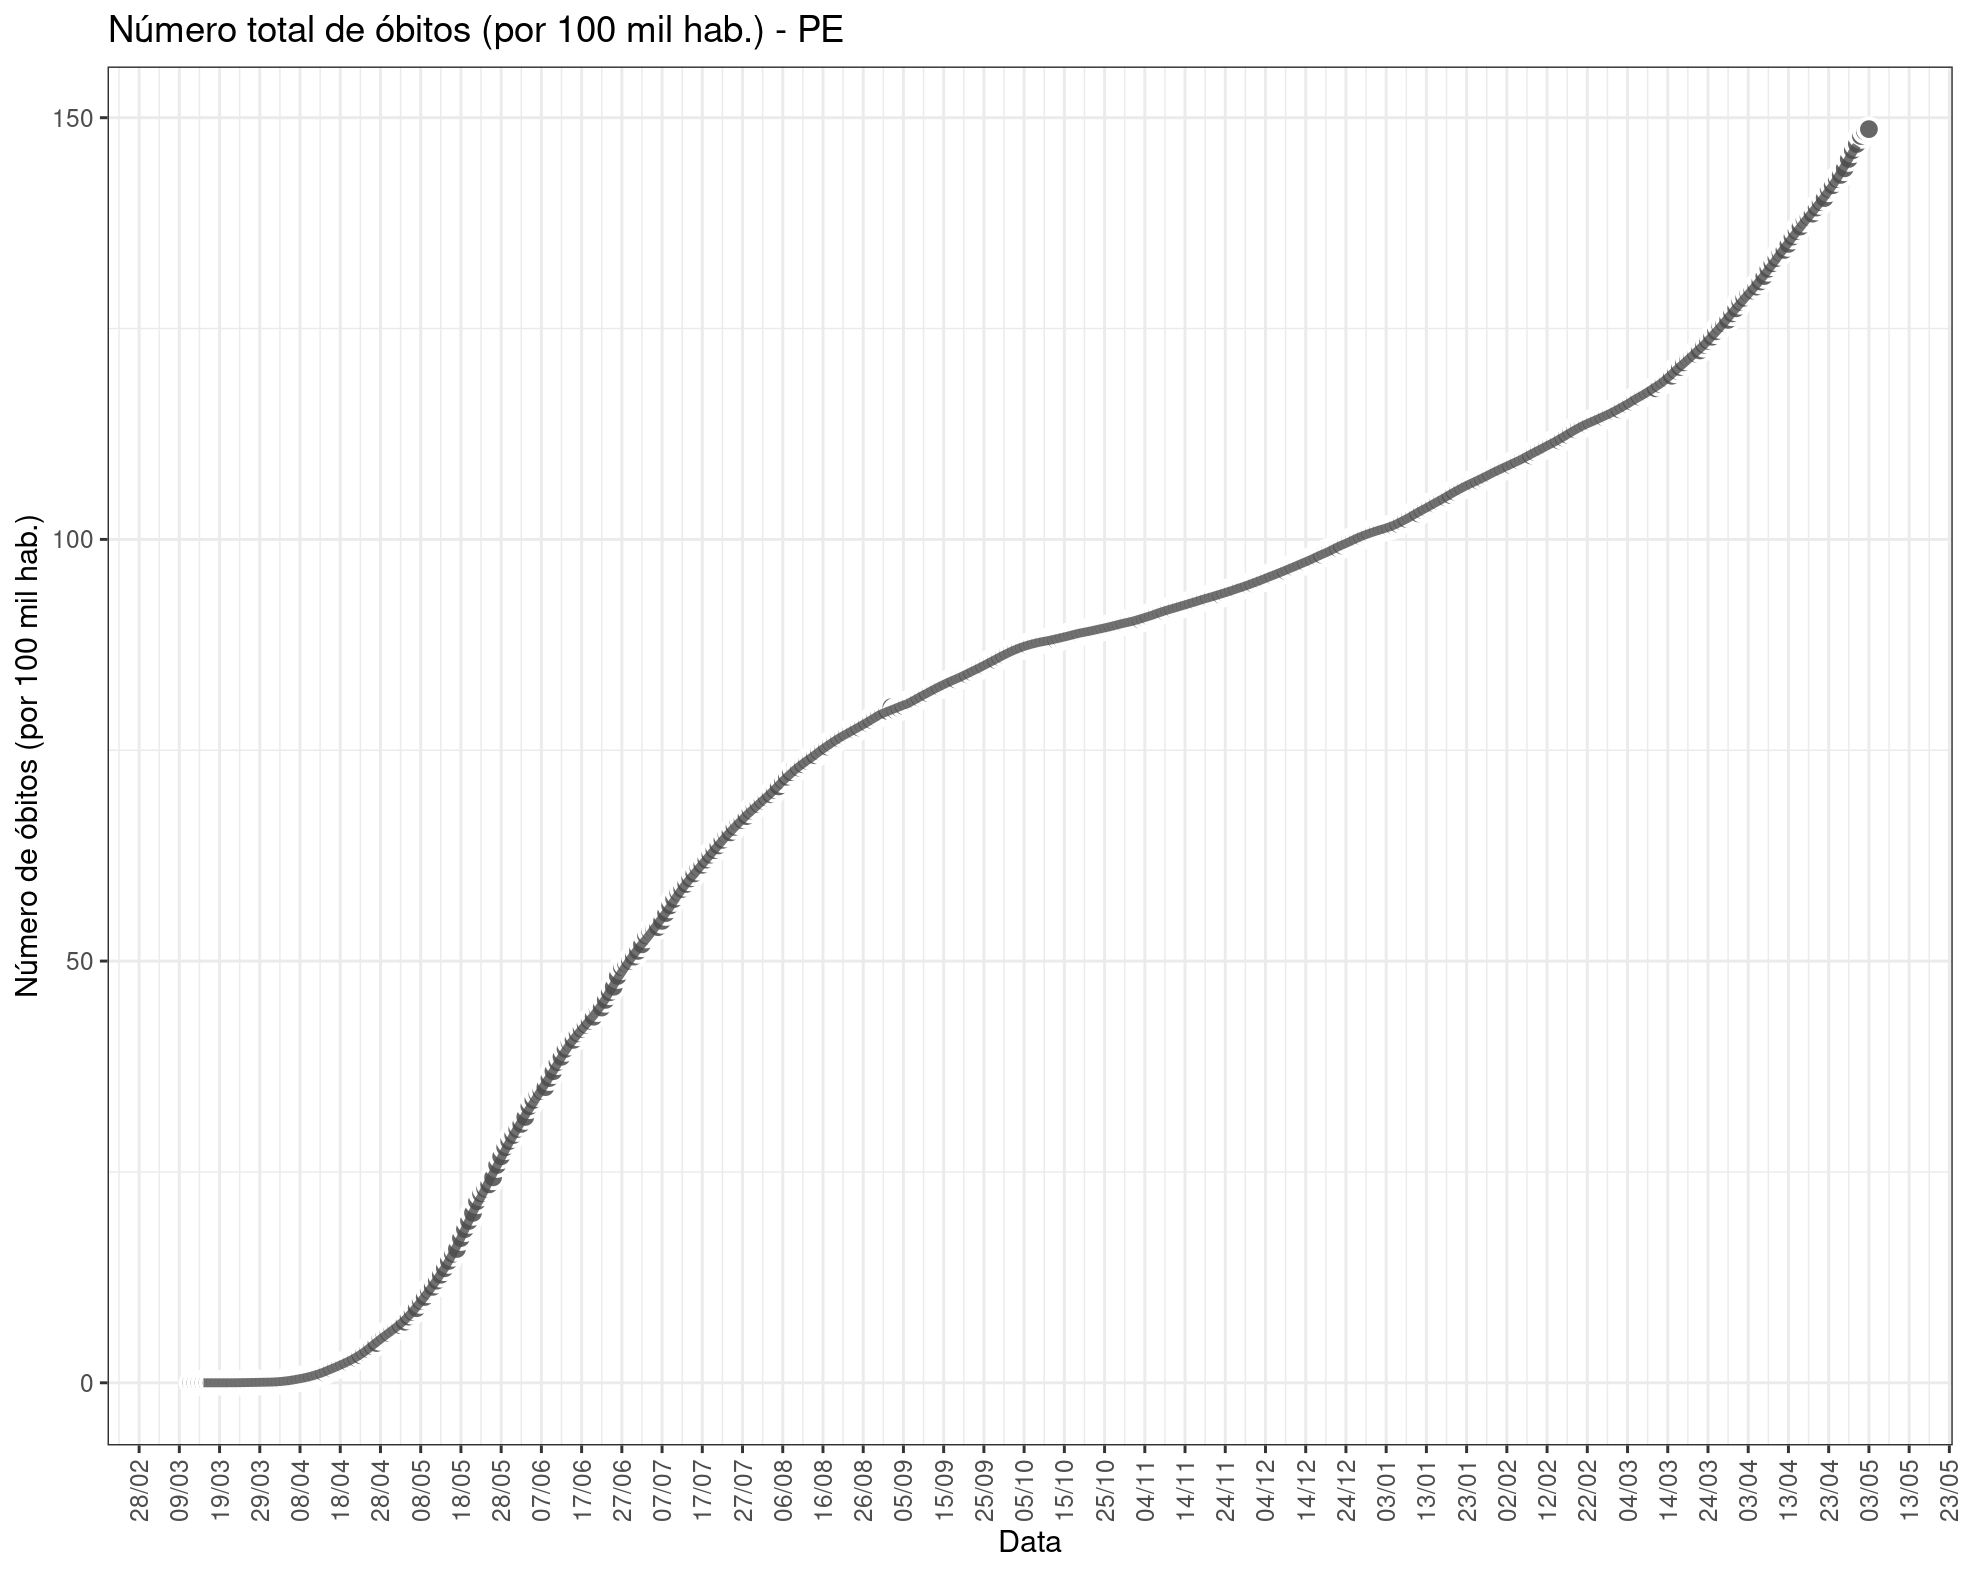 Número total de óbitos (por 100 mil hab.) - PE
Número de óbitos (por 100 mil hab.)
150
100
50
0
28/02 09/03 19/03 29/03 08/04 18/04 28/04 08/05 18/05 28/05 07/06 17/06 27/06 07/07 17/07 27/07 06/08 16/08 26/08 05/09 15/09 25/09 05/10 15/10 25/10 04/11 14/11 24/11 04/12 14/12 24/12 03/01 13/01 23/01 02/02 12/02 22/02 04/03 14/03 24/03 03/04 13/04 23/04 03/05 13/05 23/05
Data